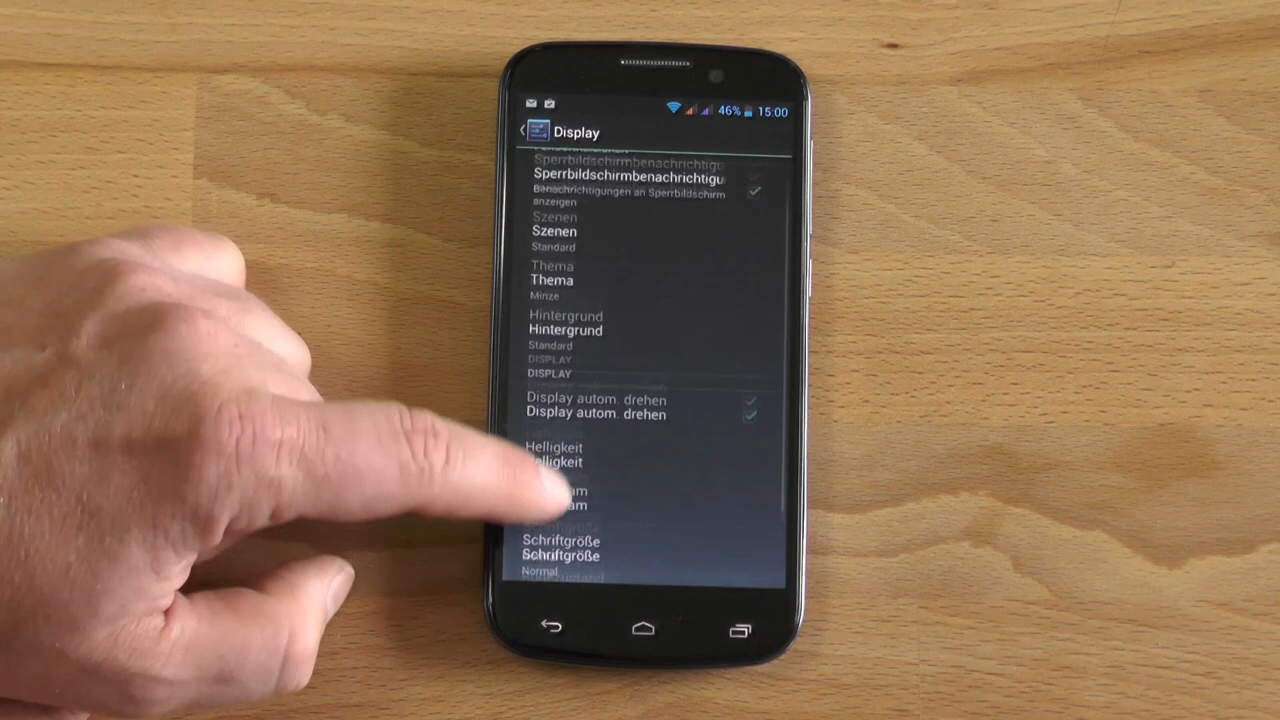 46% 15:00
Display
Sperrbildschirmbenachrichtigu
Benachrichtigungen an Sperrbildschirm
anzeigen
Szenen
Standard
Thema
Minze
Hintergrund
Standard
DISPLAY
Display autom. drehen
Helligkeit
am
Schriftgröße
Normal